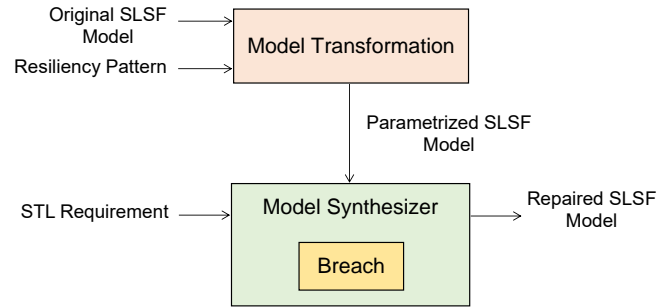 Original SLSF
Model
Resiliency Pattern
Model Transformation
Parametrized SLSF
Model
STL Requirement
Model Synthesizer
Breach
Repaired SLSF
Model